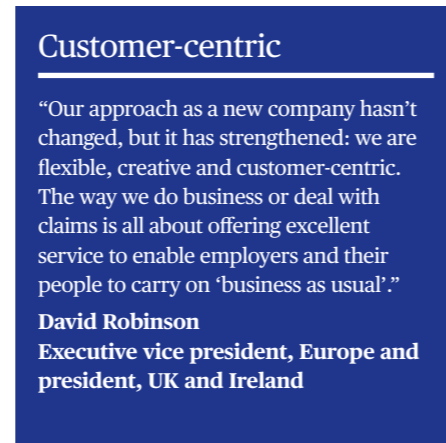 Customer-centric
“Our approach as a new company hasn’t
changed, but it has strengthened: we are
flexible, creative and customer-centric.
The way we do business or deal with
claims is all about offering excellent
service to enable employers and their
people to carry on ‘business as usual’.”
David Robinson
Executive vice president, Europe and
president, UK and Ireland